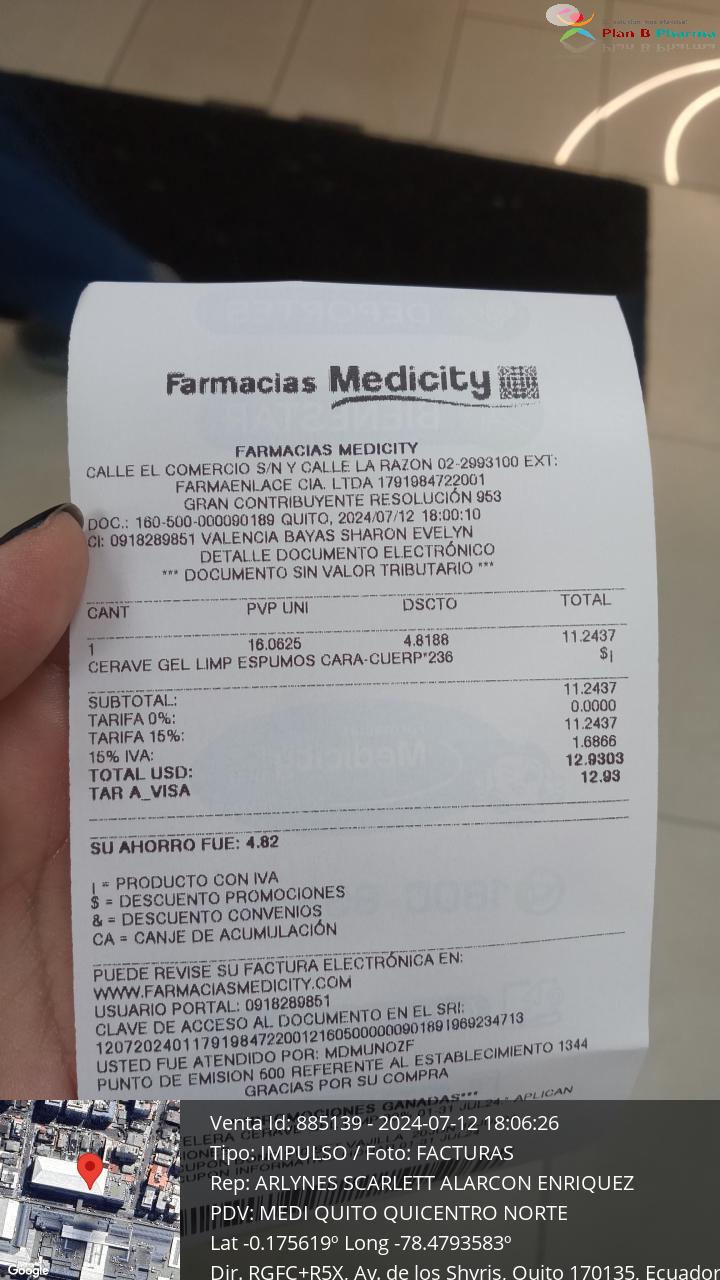 Plan B Pharma
Farmacias Medicity
FARMACIAS MEDICITY
CALLE EL COMERCIO S/N Y CALLE LA RAZON 02-2993100 EXT:
FARMAENLACE CIA. LTDA 1791984722001
GRAN CONTRIBUYENTE RESOLUCIÓN 953
DOC.: 160-500-000090189 QUITO, 2024/07/12 18:00:10
CI: 0918289851 VALENCIA BAYAS SHARON EVELYN
DETALLE DOCUMENTO ELECTRÓNICO
*** DOCUMENTO SIN VALOR TRIBUTARIO ***
CANT PVP UNI DSCTO TOTAL
1 16.0625 4.8188 11.2437
CERAVE GEL LIMP ESPUMOS CARA-CUERP*236 $|
SUBTOTAL: 11.2437
TARIFA 0%: 0.0000
TARIFA 15%: 11.2437
15% IVA: 1.6866
TOTAL USD: 12.9303
TAR A_VISA 12.93
SU AHORRO FUE: 4.82
| = PRODUCTO CON IVA
$ = DESCUENTO PROMOCIONES
& = DESCUENTO CONVENIOS
CA = CANJE DE ACUMULACIÓN
PUEDE REVISE SU FACTURA ELECTRÓNICA EN:
WWW.FARMACIASMEDICITY.COM
USUARIO PORTAL: 0918289851
CLAVE DE ACCESO AL DOCUMENTO EN EL SRI:
1207202401179198472200121605000000901891969234713
USTED FUE ATENDIDO POR: MDMUNOZF
PUNTO DE EMISION 500 REFERENTE AL ESTABLECIMIENTO 1344
GRACIAS POR SU COMPRA
GANADAS***
APLICAN
Venta Id: 885139 - 2024-07-12 18:06:26
Tipo: IMPULSO / Foto: FACTURAS
Rep: ARLYNES SCARLETT ALARCON ENRIQUEZ
PDV: MEDI QUITO QUICENTRO NORTE
Lat -0.175619º Long -78.4793583º
Dir. RGFC+R5X, Av. de los Shyris, Quito 170135, Ecuador
Google